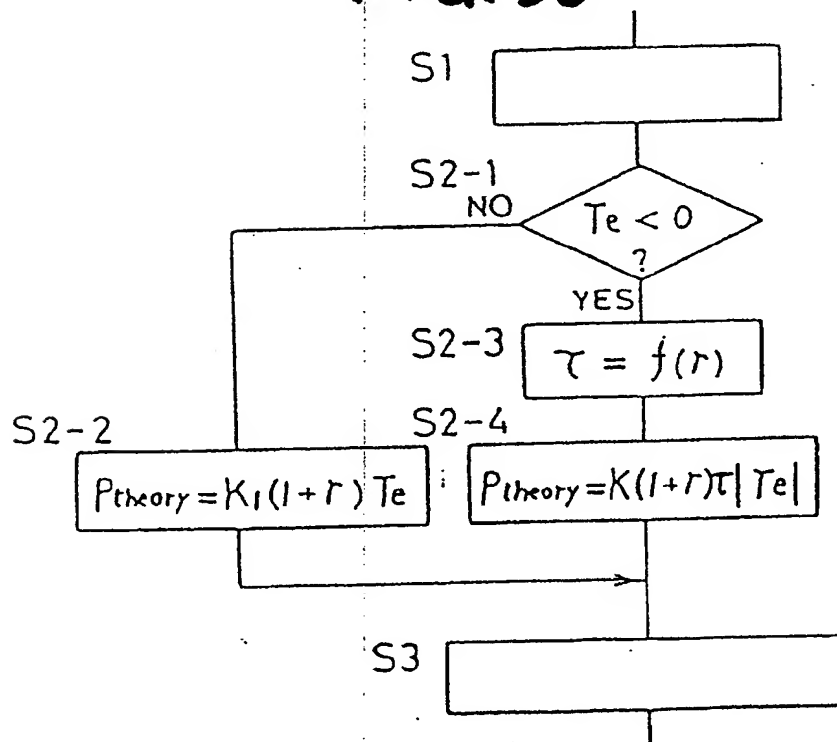 S1
S2-1
NO
Te < 0
?
YES
S2-3
τ = f(r)
S2-2
S2-4
Ptheory = K1(1+r)Te
Ptheory = K(1+r)τ|Te|
S3